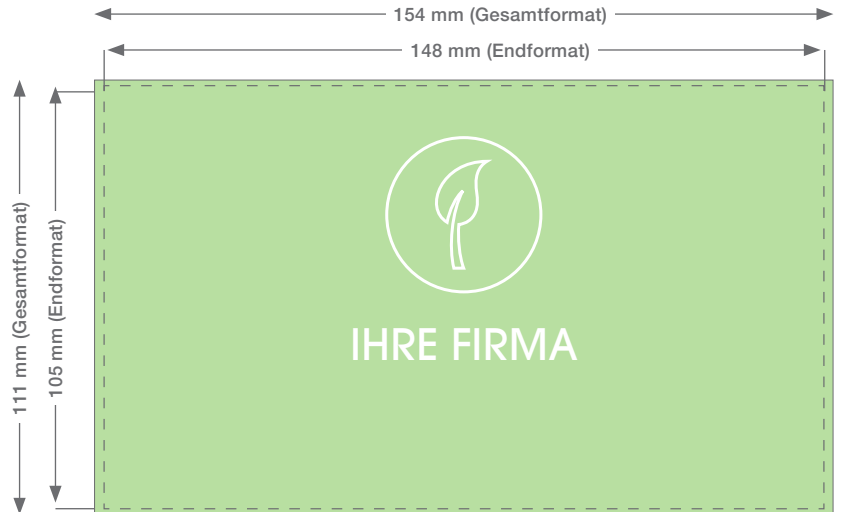 154 mm (Gesamtformat)
148 mm (Endformat)
111 mm (Gesamtformat)
105 mm (Endformat)
IHRE FIRMA